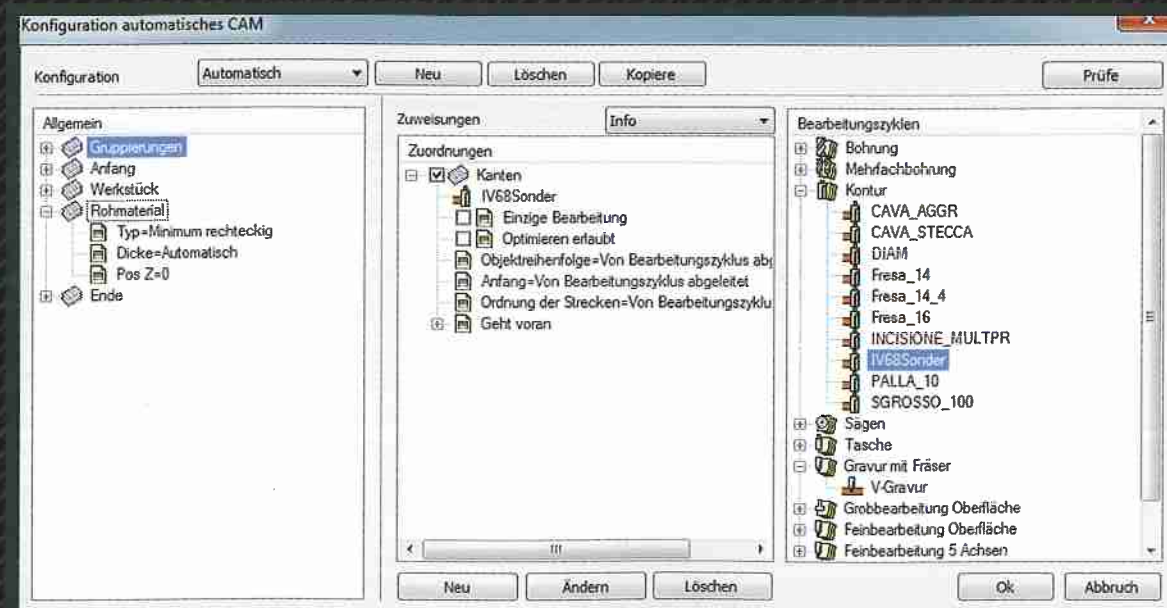 Konfiguration automatisches CAM
X
Konfiguration
Automatisch
Neu
Löschen
Kopiere
Prüfe
Allgemein
Gruppierungen
Anfang
Werkstück
Rohmaterial
Typ=Minimum rechteckig
Dicke=Automatisch
Pos Z=0
Ende
Zuweisungen
Info
Zuordnungen
Kanten
IV68Sonder
Einzige Bearbeitung
Optimieren erlaubt
Objektreihenfolge=Von Bearbeitungszyklus abg
Anfang=Von Bearbeitungszyklus abgeleitet
Ordnung der Strecken=Von Bearbeitungszyklu
Geht voran
Neu
Ändern
Löschen
Bearbeitungszyklen
Bohrung
Mehrfachbohrung
Kontur
CAVA_AGGR
CAVA_STECCA
DIAM
Fresa_14
Fresa_14_4
Fresa_16
INCISIONE_MULTPR
IV68Sonder
PALLA_10
SGROSSO_100
Sägen
Tasche
Gravur mit Fräser
V-Gravur
Grobbearbeitung Oberfläche
Feinbearbeitung Oberfläche
Feinbearbeitung 5 Achsen
Ok
Abbruch